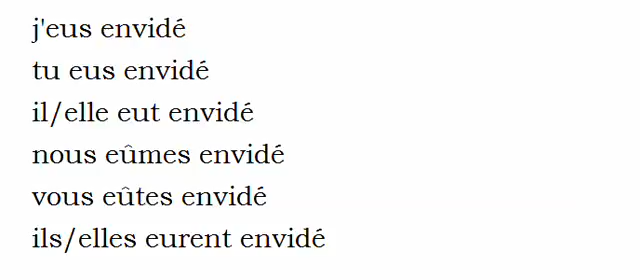 j'eus envidé
tu eus envidé
il/elle eut envidé
nous eûmes envidé
vous eûtes envidé
ils/elles eurent envidé